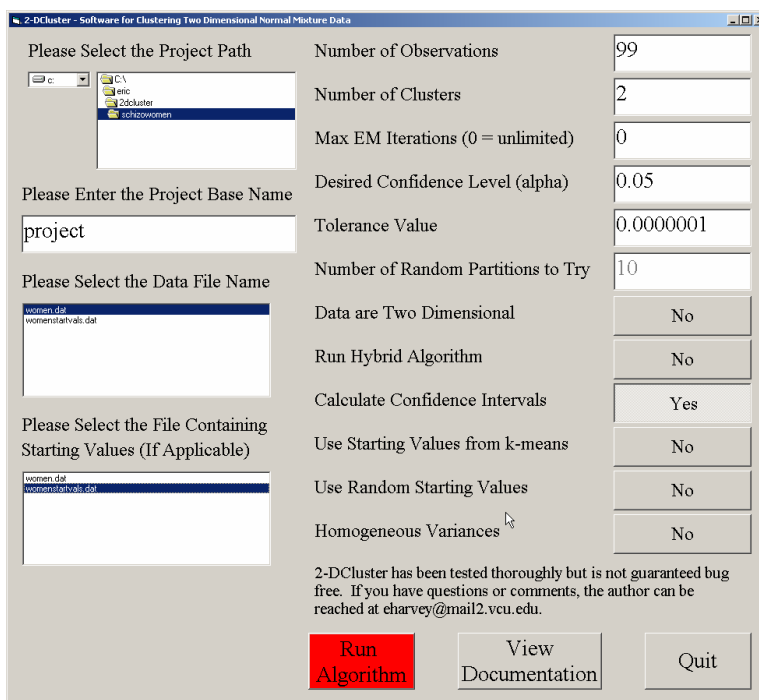 2-DCluster - Software for Clustering Two Dimensional Normal Mixture Data
Please Select the Project Path
c:
C:\
eric
2dcluster
schizowomen
Please Enter the Project Base Name
project
Please Select the Data File Name
women.dat
womenstartvals.dat
Please Select the File Containing
Starting Values (If Applicable)
women.dat
womenstartvals.dat
Number of Observations
99
Number of Clusters
2
Max EM Iterations (0 = unlimited)
0
Desired Confidence Level (alpha)
0.05
Tolerance Value
0.0000001
Number of Random Partitions to Try
10
Data are Two Dimensional
No
Run Hybrid Algorithm
No
Calculate Confidence Intervals
Yes
Use Starting Values from k-means
No
Use Random Starting Values
No
Homogeneous Variances
No
2-DCluster has been tested thoroughly but is not guaranteed bug
free. If you have questions or comments, the author can be
reached at eharvey@mail2.vcu.edu.
Run
Algorithm
View
Documentation
Quit